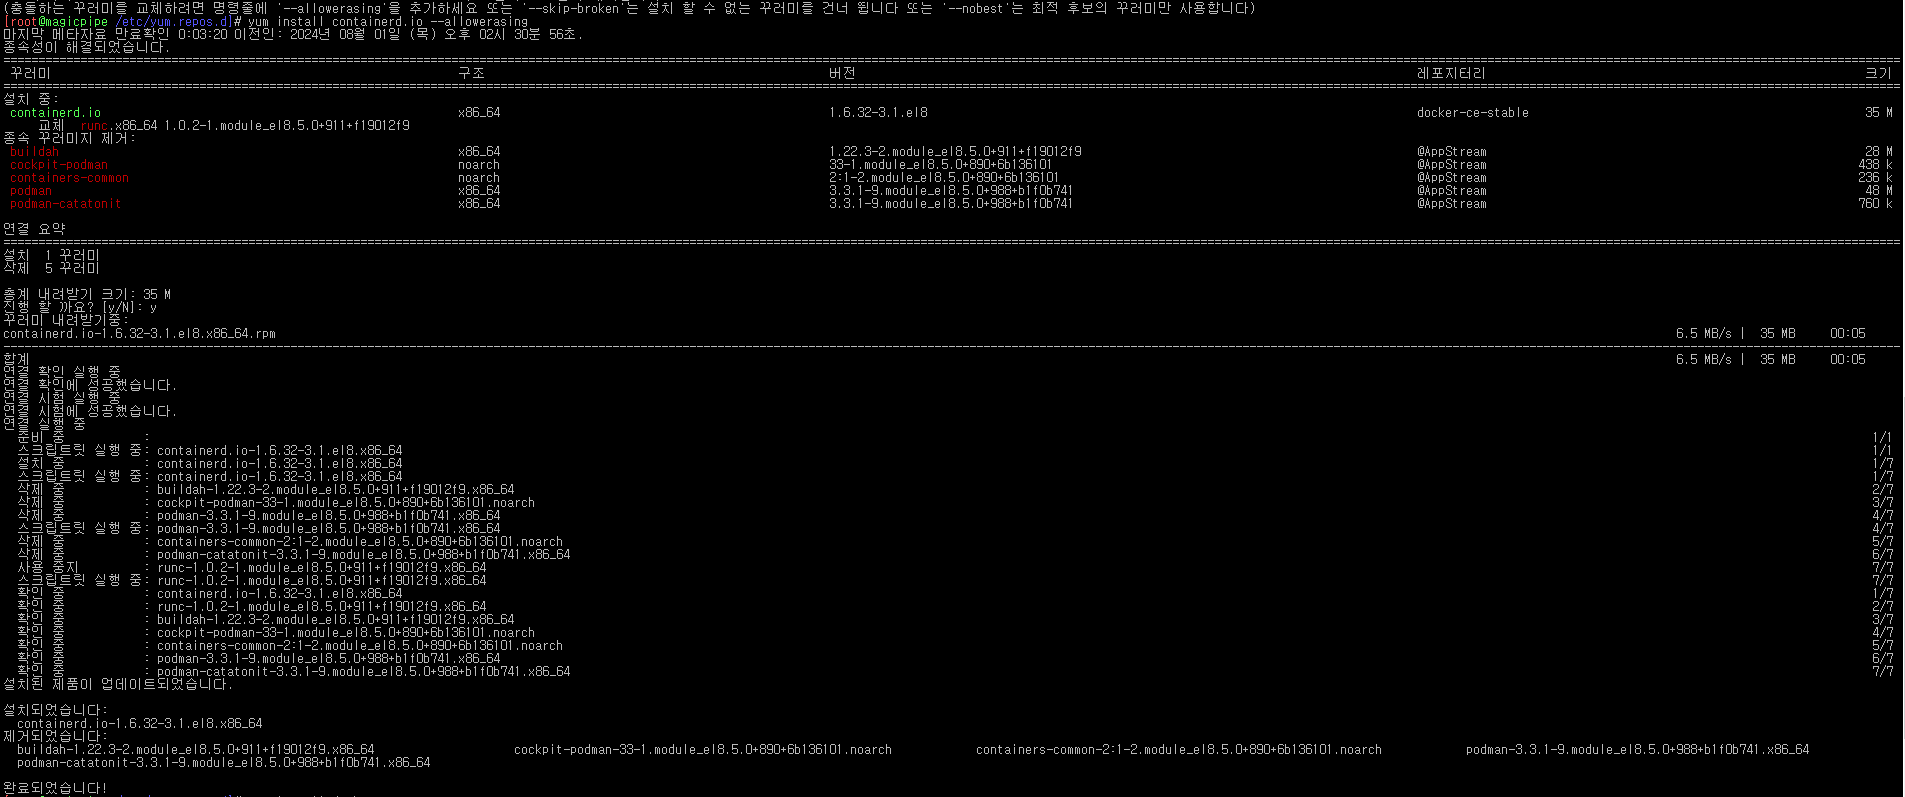 (충돌하는 꾸러미를 교체하려면 명령줄에 '--allowerasing'을 추가하세요 또는 '--skip-broken'는 설치 할 수 없는 꾸러미를 건너 뜁니다 또는 '--nobest'는 최적 후보의 꾸러미만 사용합니다)
[root@magicpipe /etc/yum.repos.d]# yum install containerd.io --allowerasing
마지막 메타자료 만료확인 0:03:20 이전인: 2024년 08월 01일 (목) 오후 02시 30분 56초.
종속성이 해결되었습니다.
꾸러미 구조 버전 레포지터리 크기
설치 중:
containerd.io x86_64 1.6.32-3.1.el8 docker-ce-stable 35 M
교체 runc.x86_64 1.0.2-1.module_el8.5.0+911+f19012f9
종속 꾸러미지 제거:
buildah x86_64 1.22.3-2.module_el8.5.0+911+f19012f9 @AppStream 28 M
cockpit-podman noarch 33-1.module_el8.5.0+890+6b136101 @AppStream 438 k
containers-common noarch 2:1-2.module_el8.5.0+890+6b136101 @AppStream 236 k
podman x86_64 3.3.1-9.module_el8.5.0+988+b1f0b741 @AppStream 48 M
podman-catatonit x86_64 3.3.1-9.module_el8.5.0+988+b1f0b741 @AppStream 760 k
연결 요약
설치 1 꾸러미
삭제 5 꾸러미
총계 내려받기 크기: 35 M
진행 할 까요? [y/N]: y
꾸러미 내려받기중:
containerd.io-1.6.32-3.1.el8.x86_64.rpm 6.5 MB/s | 35 MB 00:05
합계 6.5 MB/s | 35 MB 00:05
연결 확인 실행 중
연결 확인에 성공했습니다.
연결 시험 실행 중
연결 시험에 성공했습니다.
연결 실행 중
준비 중 : 1/1
스크립트릿 실행 중: containerd.io-1.6.32-3.1.el8.x86_64 1/1
설치 중 : containerd.io-1.6.32-3.1.el8.x86_64 1/7
스크립트릿 실행 중: containerd.io-1.6.32-3.1.el8.x86_64 1/7
삭제 중 : buildah-1.22.3-2.module_el8.5.0+911+f19012f9.x86_64 2/7
삭제 중 : cockpit-podman-33-1.module_el8.5.0+890+6b136101.noarch 3/7
삭제 중 : podman-3.3.1-9.module_el8.5.0+988+b1f0b741.x86_64 4/7
스크립트릿 실행 중: podman-3.3.1-9.module_el8.5.0+988+b1f0b741.x86_64 4/7
삭제 중 : containers-common-2:1-2.module_el8.5.0+890+6b136101.noarch 5/7
삭제 중 : podman-catatonit-3.3.1-9.module_el8.5.0+988+b1f0b741.x86_64 6/7
사용 중지 : runc-1.0.2-1.module_el8.5.0+911+f19012f9.x86_64 7/7
스크립트릿 실행 중: runc-1.0.2-1.module_el8.5.0+911+f19012f9.x86_64 7/7
확인 중 : containerd.io-1.6.32-3.1.el8.x86_64 1/7
확인 중 : runc-1.0.2-1.module_el8.5.0+911+f19012f9.x86_64 2/7
확인 중 : buildah-1.22.3-2.module_el8.5.0+911+f19012f9.x86_64 3/7
확인 중 : cockpit-podman-33-1.module_el8.5.0+890+6b136101.noarch 4/7
확인 중 : containers-common-2:1-2.module_el8.5.0+890+6b136101.noarch 5/7
확인 중 : podman-3.3.1-9.module_el8.5.0+988+b1f0b741.x86_64 6/7
확인 중 : podman-catatonit-3.3.1-9.module_el8.5.0+988+b1f0b741.x86_64 7/7
설치된 제품이 업데이트되었습니다.
설치되었습니다:
containerd.io-1.6.32-3.1.el8.x86_64
제거되었습니다:
buildah-1.22.3-2.module_el8.5.0+911+f19012f9.x86_64 cockpit-podman-33-1.module_el8.5.0+890+6b136101.noarch containers-common-2:1-2.module_el8.5.0+890+6b136101.noarch podman-3.3.1-9.module_el8.5.0+988+b1f0b741.x86_64
podman-catatonit-3.3.1-9.module_el8.5.0+988+b1f0b741.x86_64
완료되었습니다!